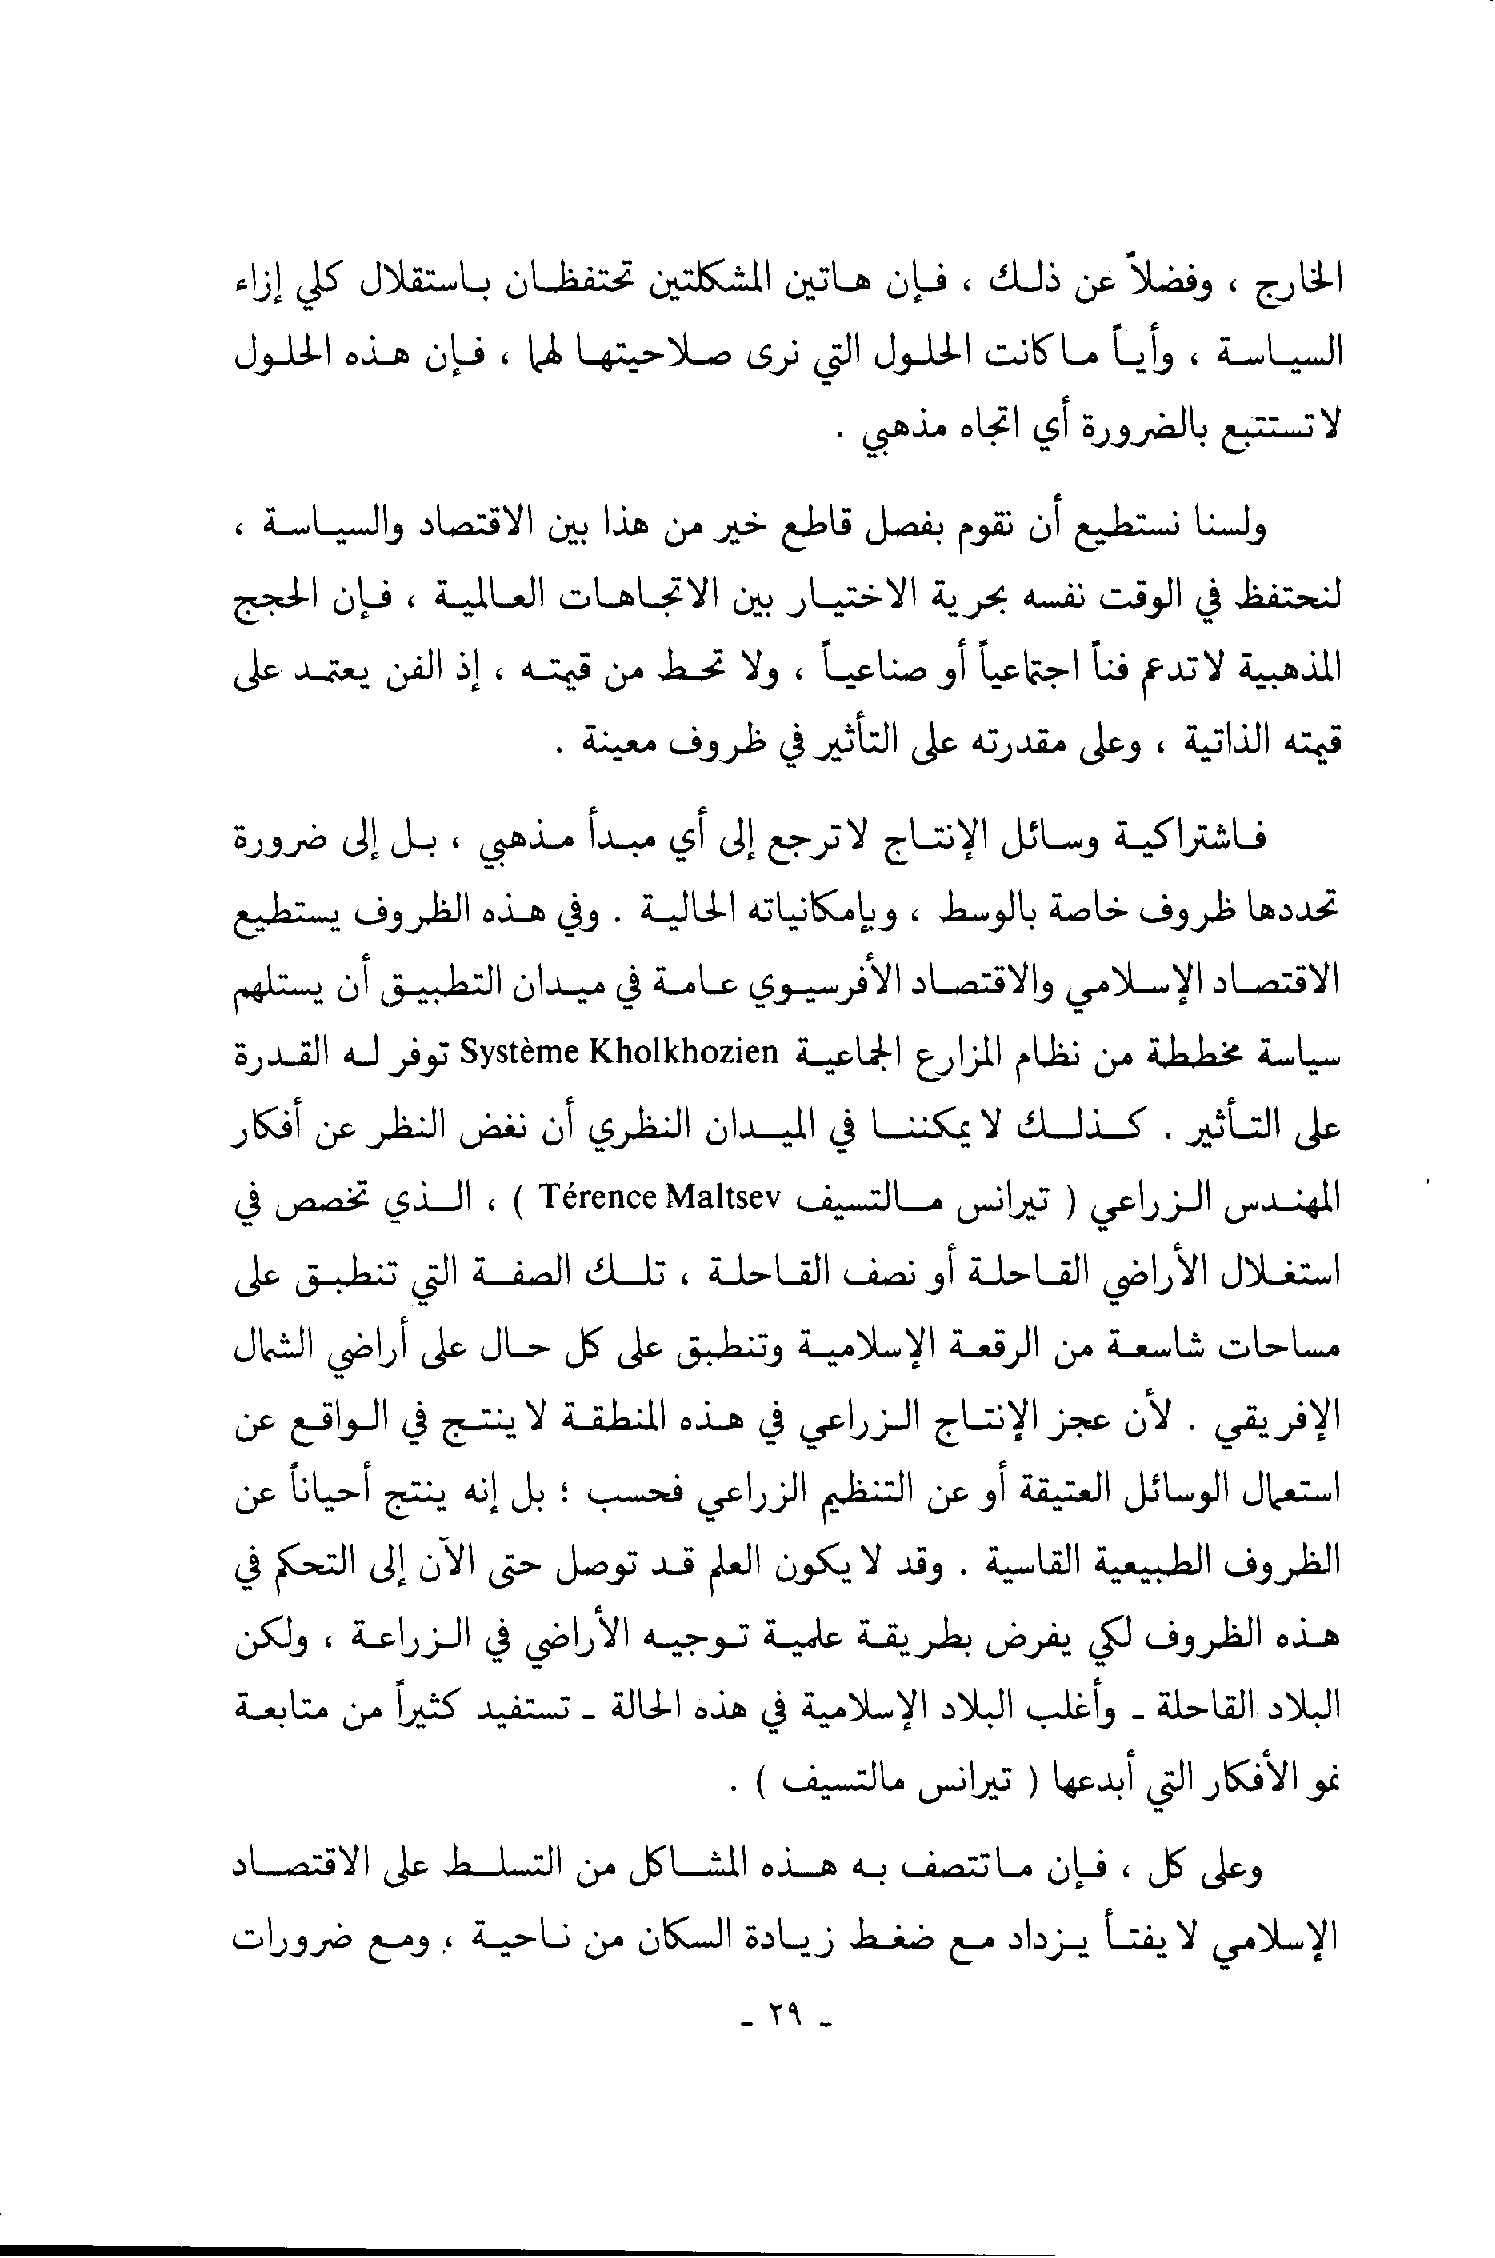 الخارج ، وفضلاً عن ذلك ، فإن هاتين المشكلتين تحتفظان باستقلال كلي إزاء
السياسة ، وأياً ما كانت الحلول التي نرى صلاحيتها لها ، فإن هذه الحلول
لا تستتبع بالضرورة أي اتجاه مذهبي .
ولسنا نستطيع أن نقوم بفصل قاطع خير من هذا بين الاقتصاد والسياسة ،
لنحتفظ في الوقت نفسه بحرية الاختيار بين الاتجاهات العالمية ، فإن الحجج
المذهبية لا تدعم فناً اجتماعياً أو صناعياً ، ولا تحط من قيمته ، إذ الفن يعتمد على
قيمته الذاتية ، وعلى مقدرته على التأثير في ظروف معينة .
فاشتراكية وسائل الإنتاج لا ترجع إلى أي مبدأ مذهبي ، بل إلى ضرورة
تحددها ظروف خاصة بالوسط ، وبإمكانياته الحالية . وفي هذه الظروف يستطيع
الاقتصاد الإسلامي والاقتصاد الأفرسيوي عامة في ميدان التطبيق أن يستلهم
سياسة مخططة من نظام المزارع الجماعية Système Kholkhozien توفر له القدرة
على التأثير . كذلك لا يمكننا في الميدان النظري أن نغض النظر عن أفكار
المهندس الزراعي ( تيرانس مالتسيف Térence Maltsev ) ، الذي تخصص في
استغلال الأراضي القاحلة أو نصف القاحلة ، تلك الصفة التي تنطبق على
مساحات شاسعة من الرقعة الإسلامية وتنطبق على كل حال على أراضي الشمال
الإفريقي . لأن عجز الإنتاج الزراعي في هذه المنطقة لا ينتج في الواقع عن
استعمال الوسائل العتيقة أو عن التنظيم الزراعي فحسب ؛ بل إنه ينتج أحياناً عن
الظروف الطبيعية القاسية . وقد لا يكون العلم قد توصل حتى الآن إلى التحكم في
هذه الظروف لكي يفرض بطريقة علمية توجيه الأراضي في الزراعة ، ولكن
البلاد القاحلة ـ وأغلب البلاد الإسلامية في هذه الحالة ـ تستفيد كثيراً من متابعة
نمو الأفكار التي أبدعها ( تيرانس مالتسيف ) .
وعلى كل ، فإن ما تتصف به هذه المشاكل من التسلط على الاقتصاد
الإسلامي لا يفتأ يزداد مع ضغط زيادة السكان من ناحية ، ومع ضرورات
ـ ٢٩ ـ